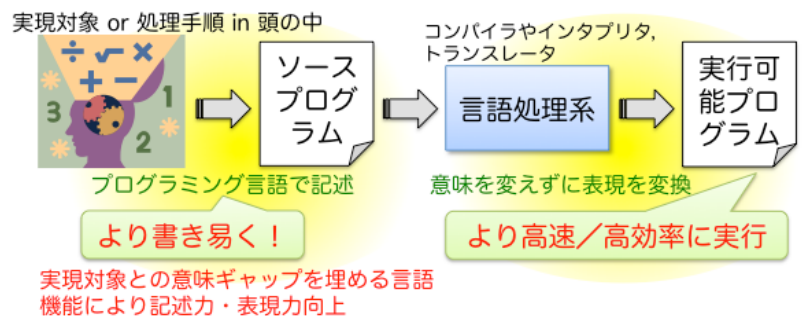 実現対象 or 処理手順 in 頭の中
コンパイラやインタプリタ,
トランスレータ
÷ √ ×
+ −
3 1
2
ソース
プログ
ラム
言語処理系
実行可
能プロ
グラム
プログラミング言語で記述
意味を変えずに表現を変換
より書き易く！
より高速／高効率に実行
実現対象との意味ギャップを埋める言語
機能により記述力・表現力向上